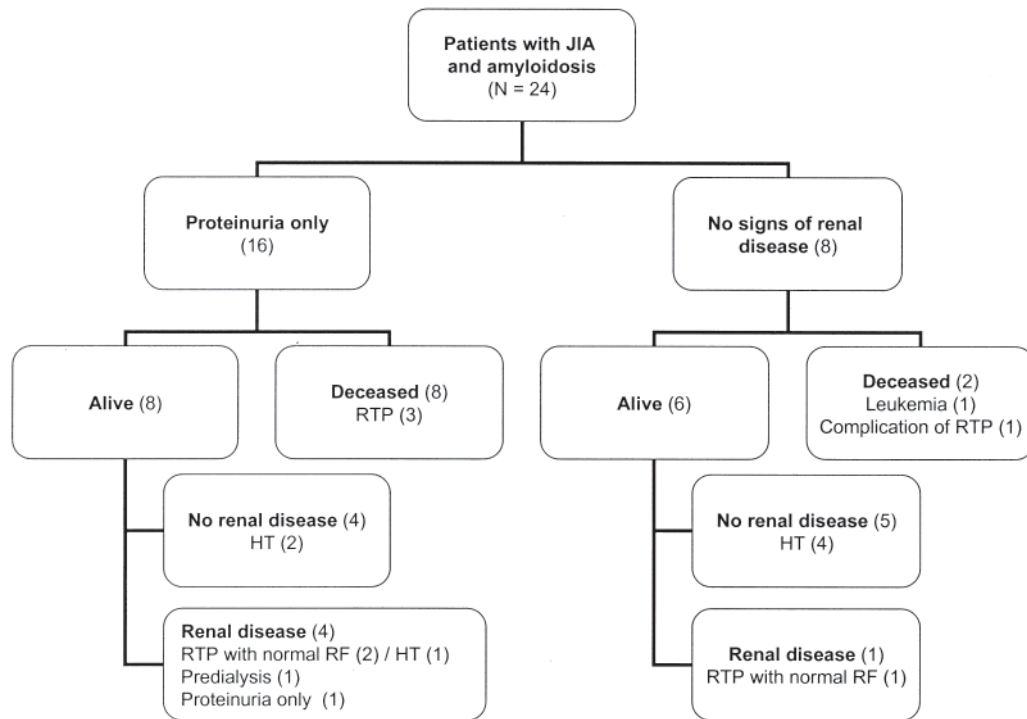 Patients with JIA
and amyloidosis
(N = 24)
Proteinuria only
(16)
No signs of renal
disease (8)
Alive (8)
Deceased (8)
RTP (3)
Alive (6)
Deceased (2)
Leukemia (1)
Complication of RTP (1)
No renal disease (4)
HT (2)
No renal disease (5)
HT (4)
Renal disease (4)
RTP with normal RF (2) / HT (1)
Predialysis (1)
Proteinuria only (1)
Renal disease (1)
RTP with normal RF (1)